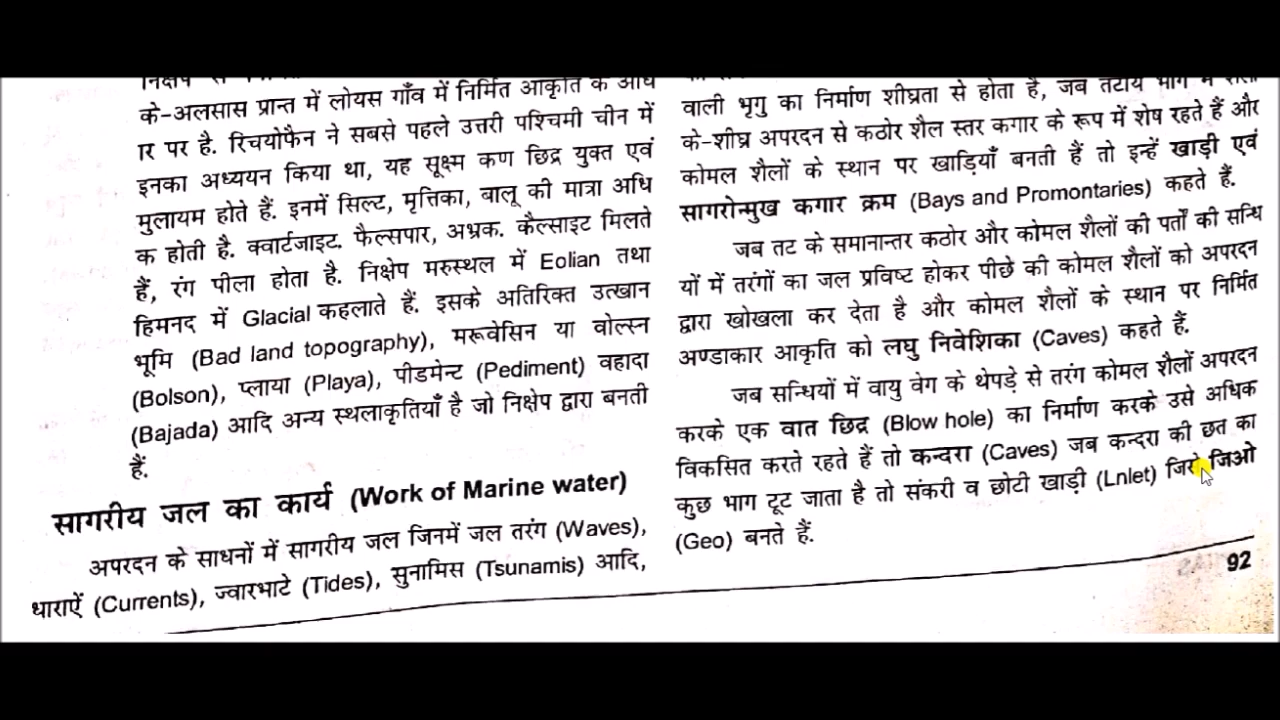 के-अलसास प्रान्त में लोयस गाँव में निर्मित आकृति के आध
ार पर है. रिचयोफैन ने सबसे पहले उत्तरी पश्चिमी चीन में
इनका अध्ययन किया था, यह सूक्ष्म कण छिद्र युक्त एवं
मुलायम होते हैं. इनमें सिल्ट, मृत्तिका, बालू की मात्रा अधि
क होती है. क्वार्टजाइट. फैल्सपार, अभ्रक. कैल्साइट मिलते
हैं, रंग पीला होता है. निक्षेप मरुस्थल में Eolian तथा
हिमनद में Glacial कहलाते हैं. इसके अतिरिक्त उत्खान
भूमि (Bad land topography), मरूवेसिन या वोल्स्न
(Bolson), प्लाया (Playa), पीडमेन्ट (Pediment) वहादा
(Bajada) आदि अन्य स्थलाकृतियाँ है जो निक्षेप द्वारा बनती
हैं.
सागरीय जल का कार्य (Work of Marine water)
अपरदन के साधनों में सागरीय जल जिनमें जल तरंग (Waves),
धाराऐं (Currents), ज्वारभाटे (Tides), सुनामिस (Tsunamis) आदि,
वाली भृगु का निर्माण शीघ्रता से होता है, जब तटीय भाग में
के-शीघ्र अपरदन से कठोर शैल स्तर कगार के रूप में शेष रहते हैं और
कोमल शैलों के स्थान पर खाड़ियाँ बनती हैं तो इन्हें खाड़ी एवं
सागरोन्मुख कगार क्रम (Bays and Promontaries) कहते हैं.
जब तट के समानान्तर कठोर और कोमल शैलों की पर्तों की सन्धि
यों में तरंगों का जल प्रविष्ट होकर पीछे की कोमल शैलों को अपरदन
द्वारा खोखला कर देता है और कोमल शैलों के स्थान पर निर्मित
अण्डाकार आकृति को लघु निवेशिका (Caves) कहते हैं.
जब सन्धियों में वायु वेग के थेपड़े से तरंग कोमल शैलों अपरदन
करके एक वात छिद्र (Blow hole) का निर्माण करके उसे अधिक
विकसित करते रहते हैं तो कन्दरा (Caves) जब कन्दरा की छत का
कुछ भाग टूट जाता है तो संकरी व छोटी खाड़ी (Lnlet) जिसे जिओ
(Geo) बनते हैं.
92